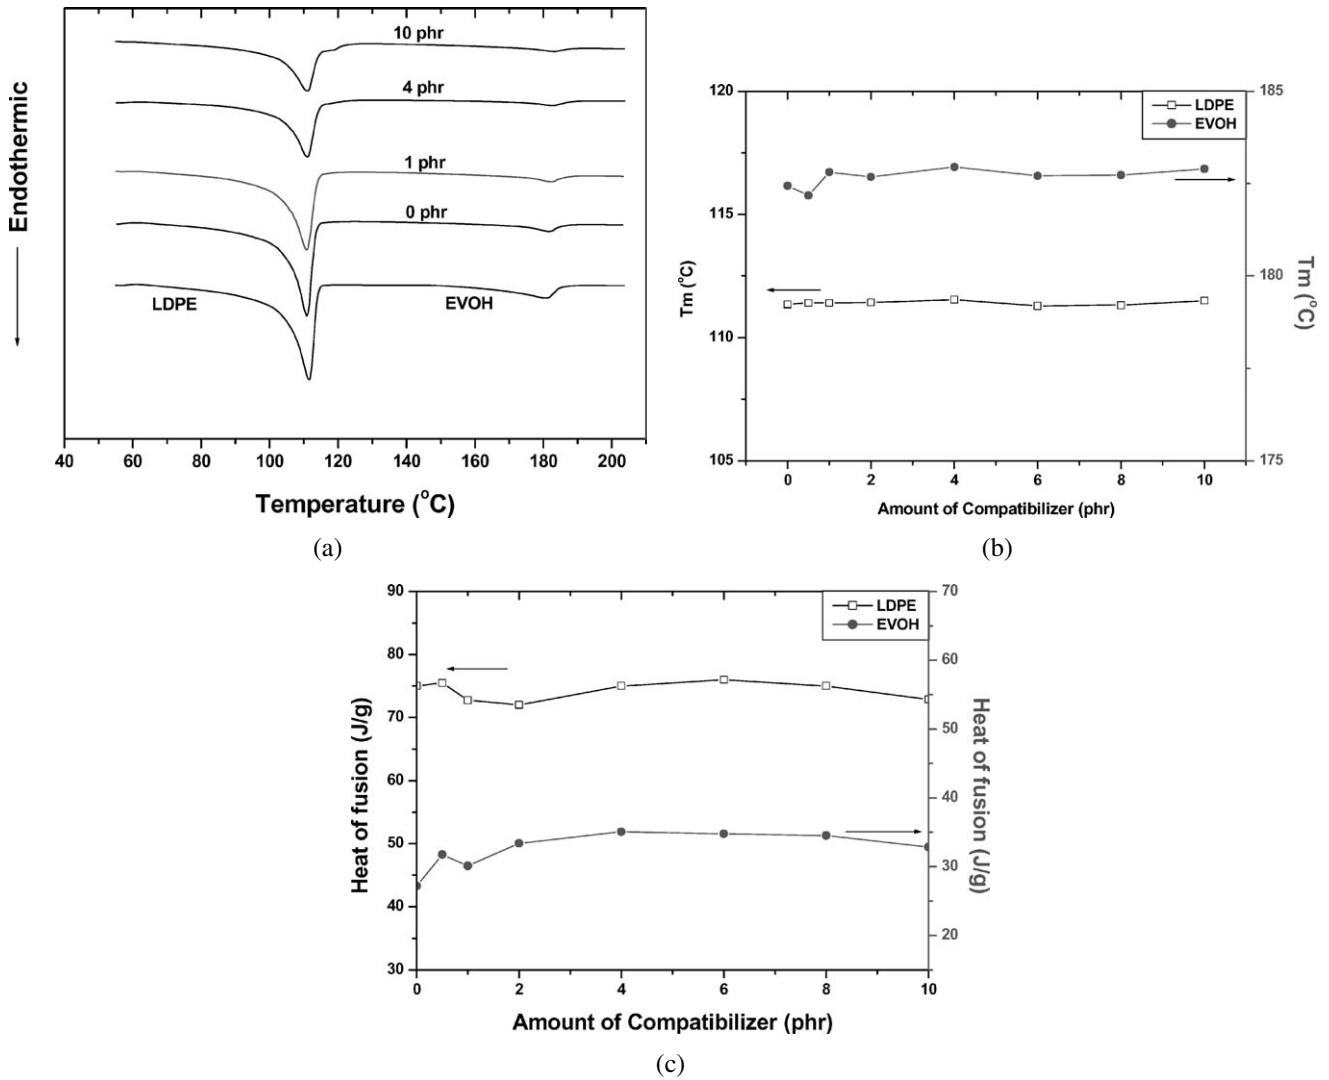 10 phr
4 phr
1 phr
0 phr
LDPE
EVOH
Endothermic
40 60 80 100 120 140 160 180 200
Temperature (°C)
(a)
120
115
110
105
Tm (°C)
LDPE
EVOH
185
180
175
Tm (°C)
0 2 4 6 8 10
Amount of Compatibilizer (phr)
(b)
90
80
70
60
50
40
30
Heat of fusion (J/g)
LDPE
EVOH
70
60
50
40
30
20
Heat of fusion (J/g)
0 2 4 6 8 10
Amount of Compatibilizer (phr)
(c)